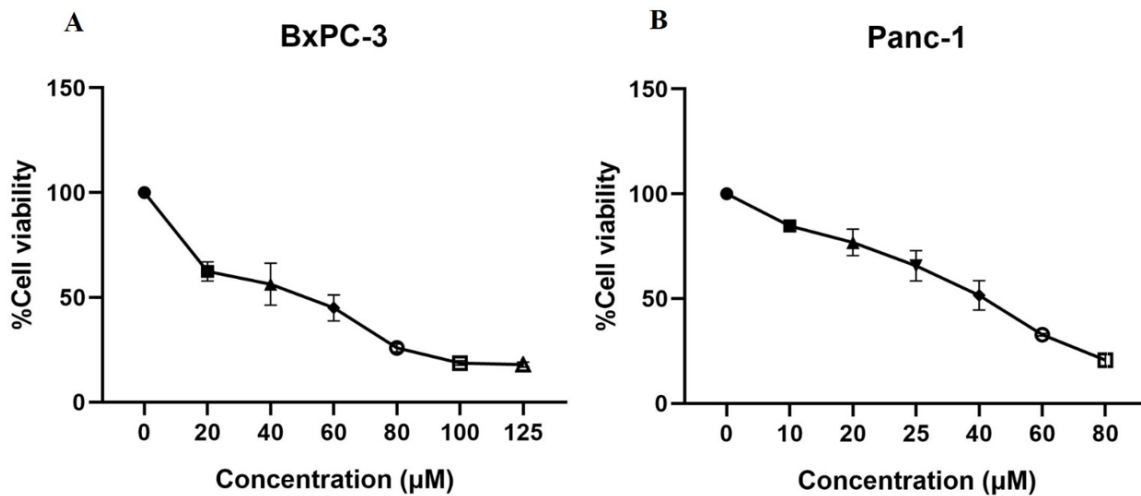 A
BxPC-3
%Cell viability
150
100
50
0
0 20 40 60 80 100 125
Concentration (µM)
B
Panc-1
%Cell viability
150
100
50
0
0 10 20 25 40 60 80
Concentration (µM)